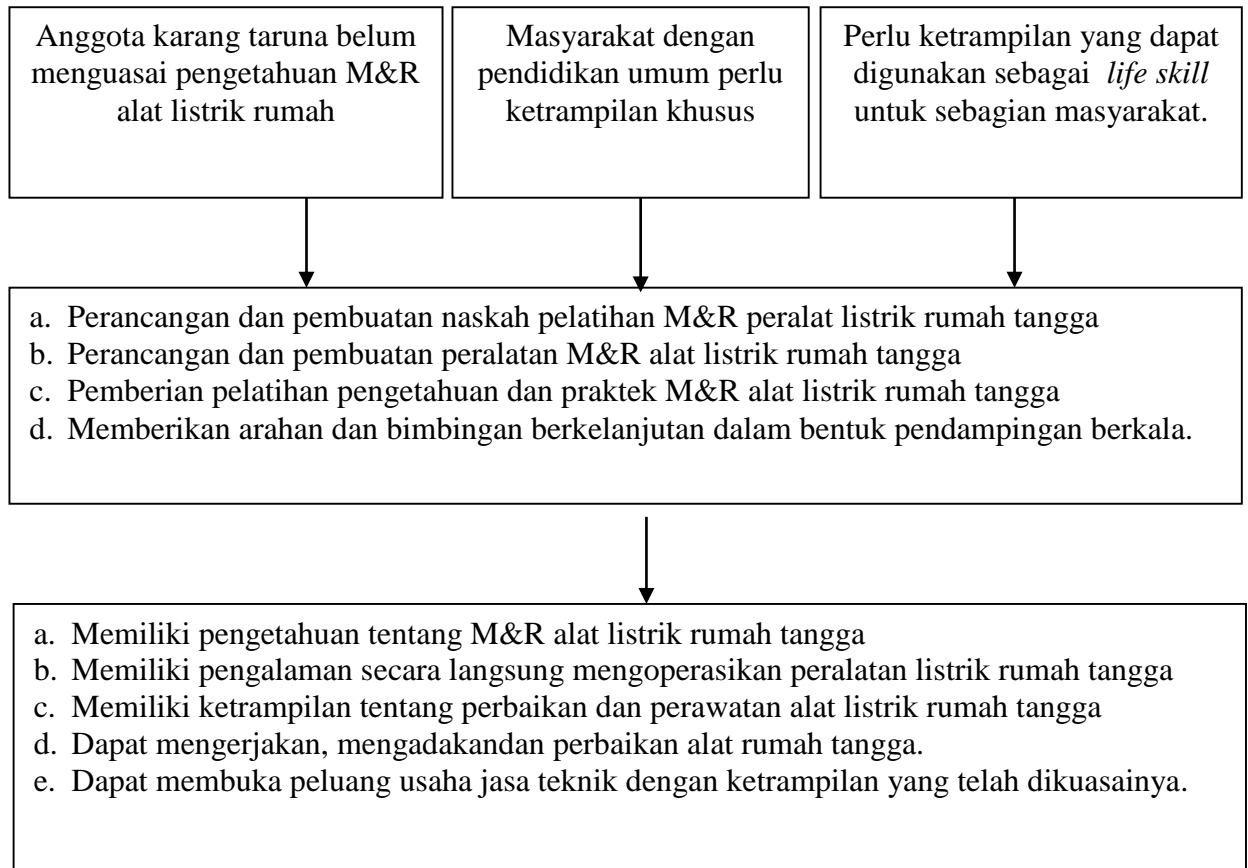 Anggota karang taruna belum
menguasai pengetahuan M&R
alat listrik rumah
Masyarakat dengan
pendidikan umum perlu
ketrampilan khusus
Perlu ketrampilan yang dapat
digunakan sebagai life skill
untuk sebagian masyarakat.
a. Perancangan dan pembuatan naskah pelatihan M&R peralat listrik rumah tangga
b. Perancangan dan pembuatan peralatan M&R alat listrik rumah tangga
c. Pemberian pelatihan pengetahuan dan praktek M&R alat listrik rumah tangga
d. Memberikan arahan dan bimbingan berkelanjutan dalam bentuk pendampingan berkala.
a. Memiliki pengetahuan tentang M&R alat listrik rumah tangga
b. Memiliki pengalaman secara langsung mengoperasikan peralatan listrik rumah tangga
c. Memiliki ketrampilan tentang perbaikan dan perawatan alat listrik rumah tangga
d. Dapat mengerjakan, mengadakandan perbaikan alat rumah tangga.
e. Dapat membuka peluang usaha jasa teknik dengan ketrampilan yang telah dikuasainya.